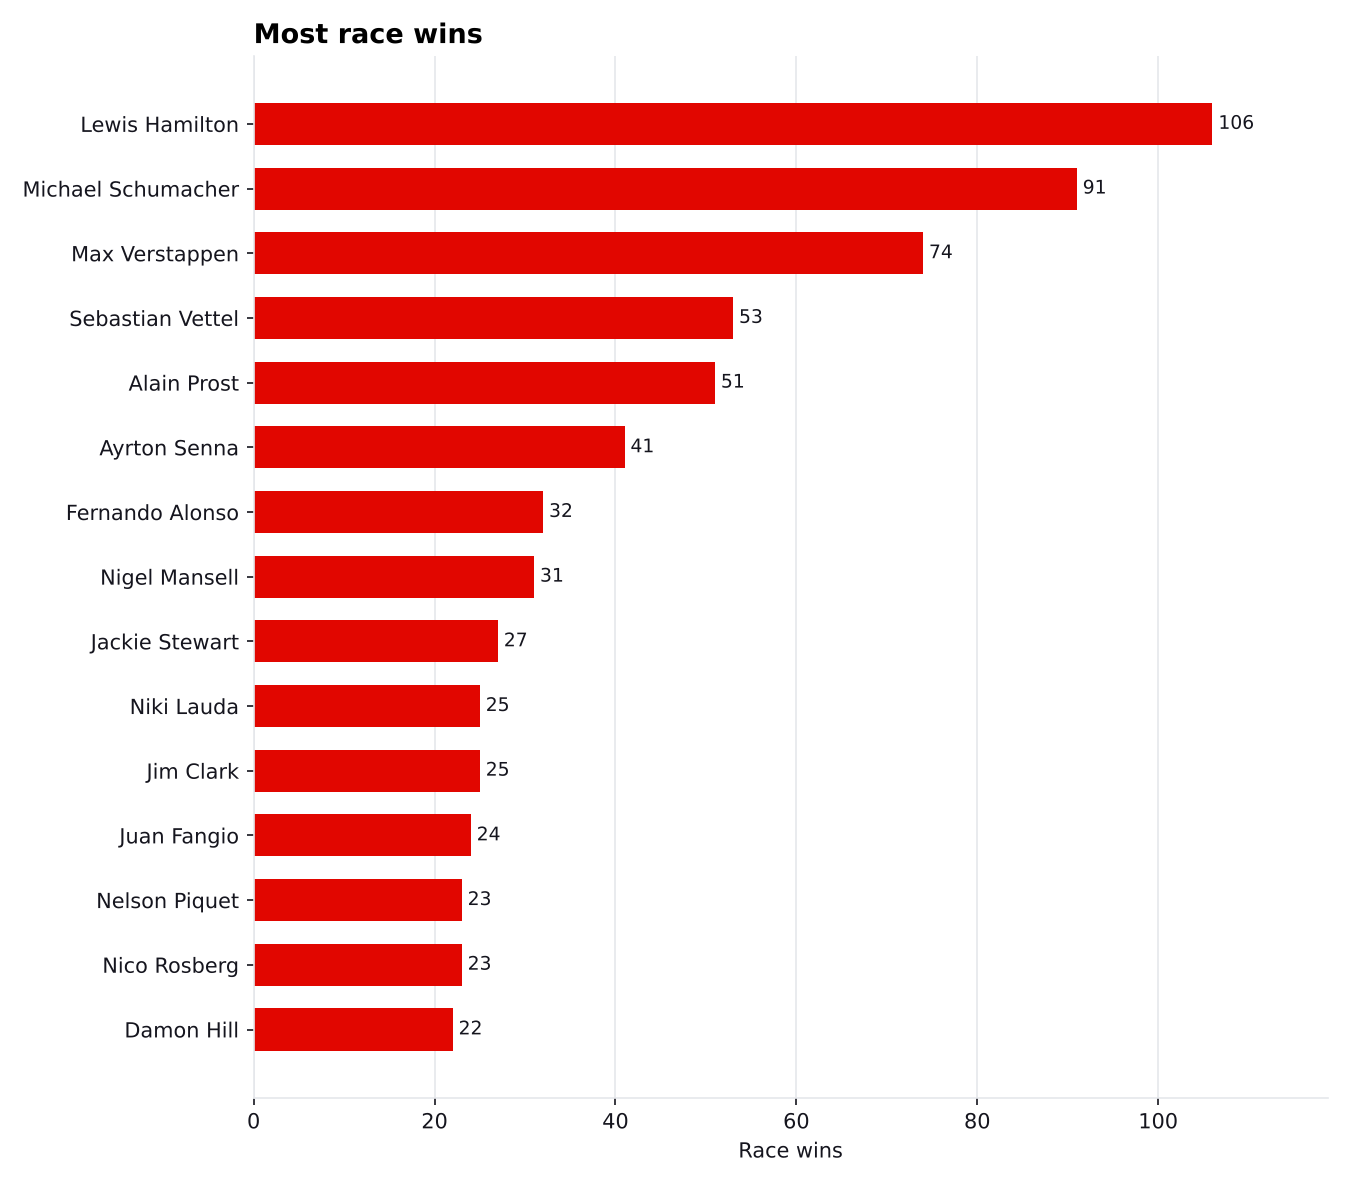 Most race wins
Lewis Hamilton 106
Michael Schumacher 91
Max Verstappen 74
Sebastian Vettel 53
Alain Prost 51
Ayrton Senna 41
Fernando Alonso 32
Nigel Mansell 31
Jackie Stewart 27
Niki Lauda 25
Jim Clark 25
Juan Fangio 24
Nelson Piquet 23
Nico Rosberg 23
Damon Hill 22
0 20 40 60 80 100
Race wins